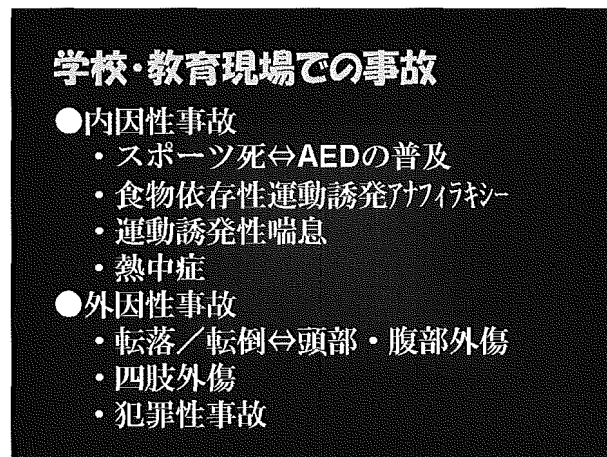 学校・教育現場での事故
●内因性事故
・スポーツ死⇔AEDの普及
・食物依存性運動誘発ｱﾅﾌｨﾗｷｼｰ
・運動誘発性喘息
・熱中症
●外因性事故
・転落／転倒⇔頭部・腹部外傷
・四肢外傷
・犯罪性事故